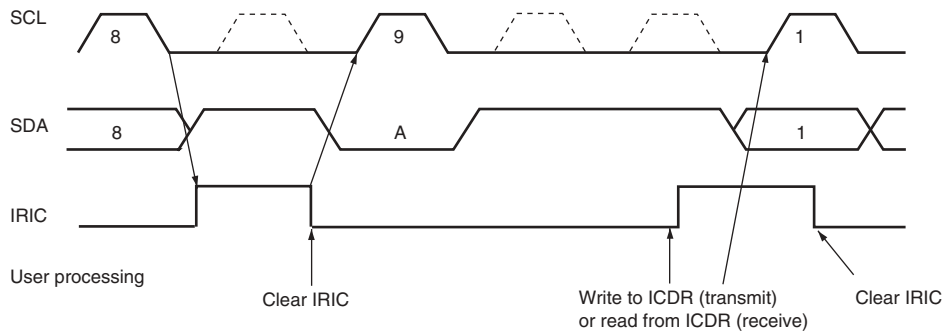 SCL
8 9 1
SDA
8 A 1
IRIC
User processing
Clear IRIC
Write to ICDR (transmit)
or read from ICDR (receive)
Clear IRIC